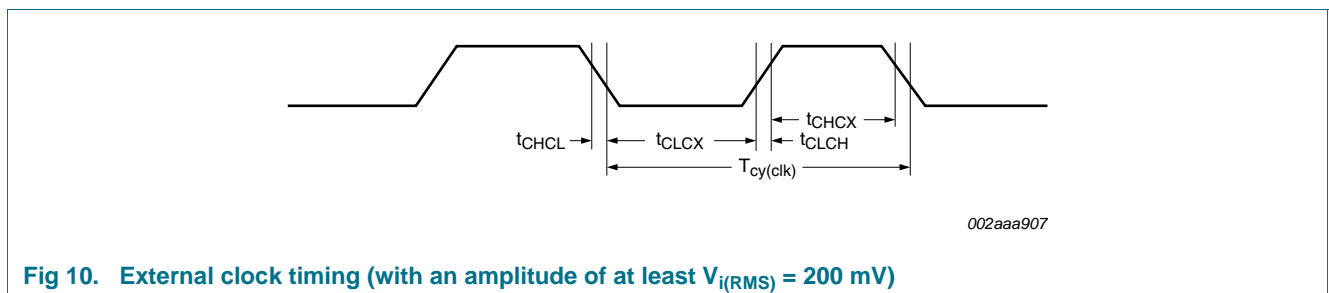 tCHCX
tCHCL
tCLCX
tCLCH
Tcy(clk)
002aaa907
Fig 10. External clock timing (with an amplitude of at least Vi(RMS) = 200 mV)